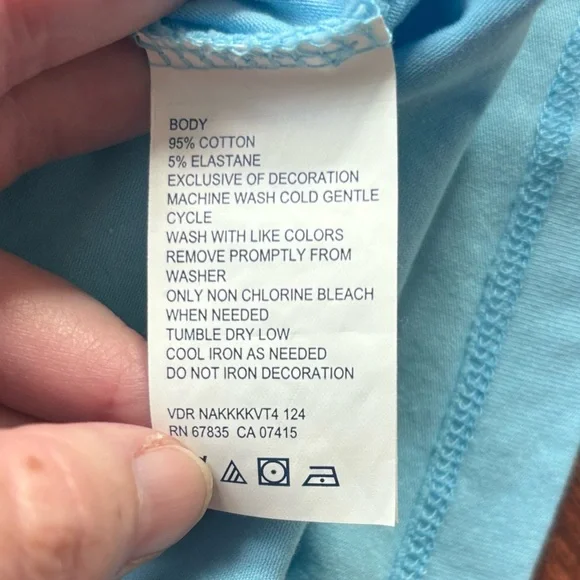 BODY
95% COTTON
5% ELASTANE
EXCLUSIVE OF DECORATION
MACHINE WASH COLD GENTLE
CYCLE
WASH WITH LIKE COLORS
REMOVE PROMPTLY FROM
WASHER
ONLY NON CHLORINE BLEACH
WHEN NEEDED
TUMBLE DRY LOW
COOL IRON AS NEEDED
DO NOT IRON DECORATION
VDR NAKKKKVT4 124
RN 67835 CA 07415